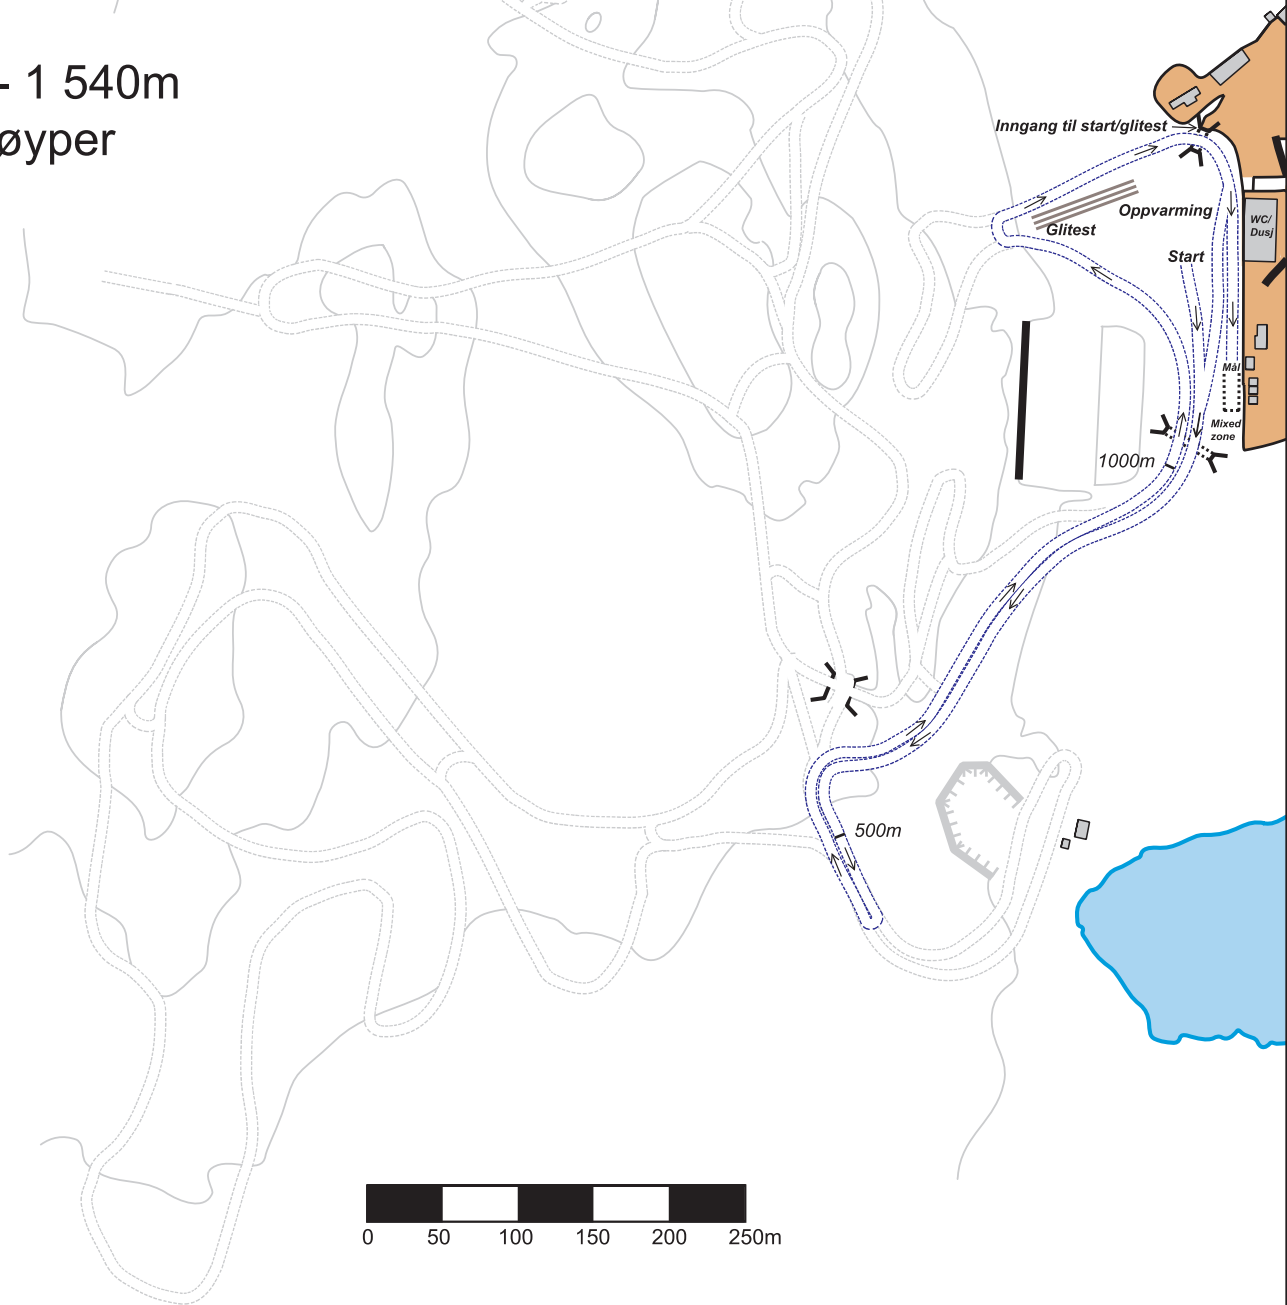 - 1 540m
øyper
Inngang til start/glitest
Oppvarming
WC/
Dusj
Glitest
Start
Mål
Mixed
zone
1000m
500m
0 50 100 150 200 250m